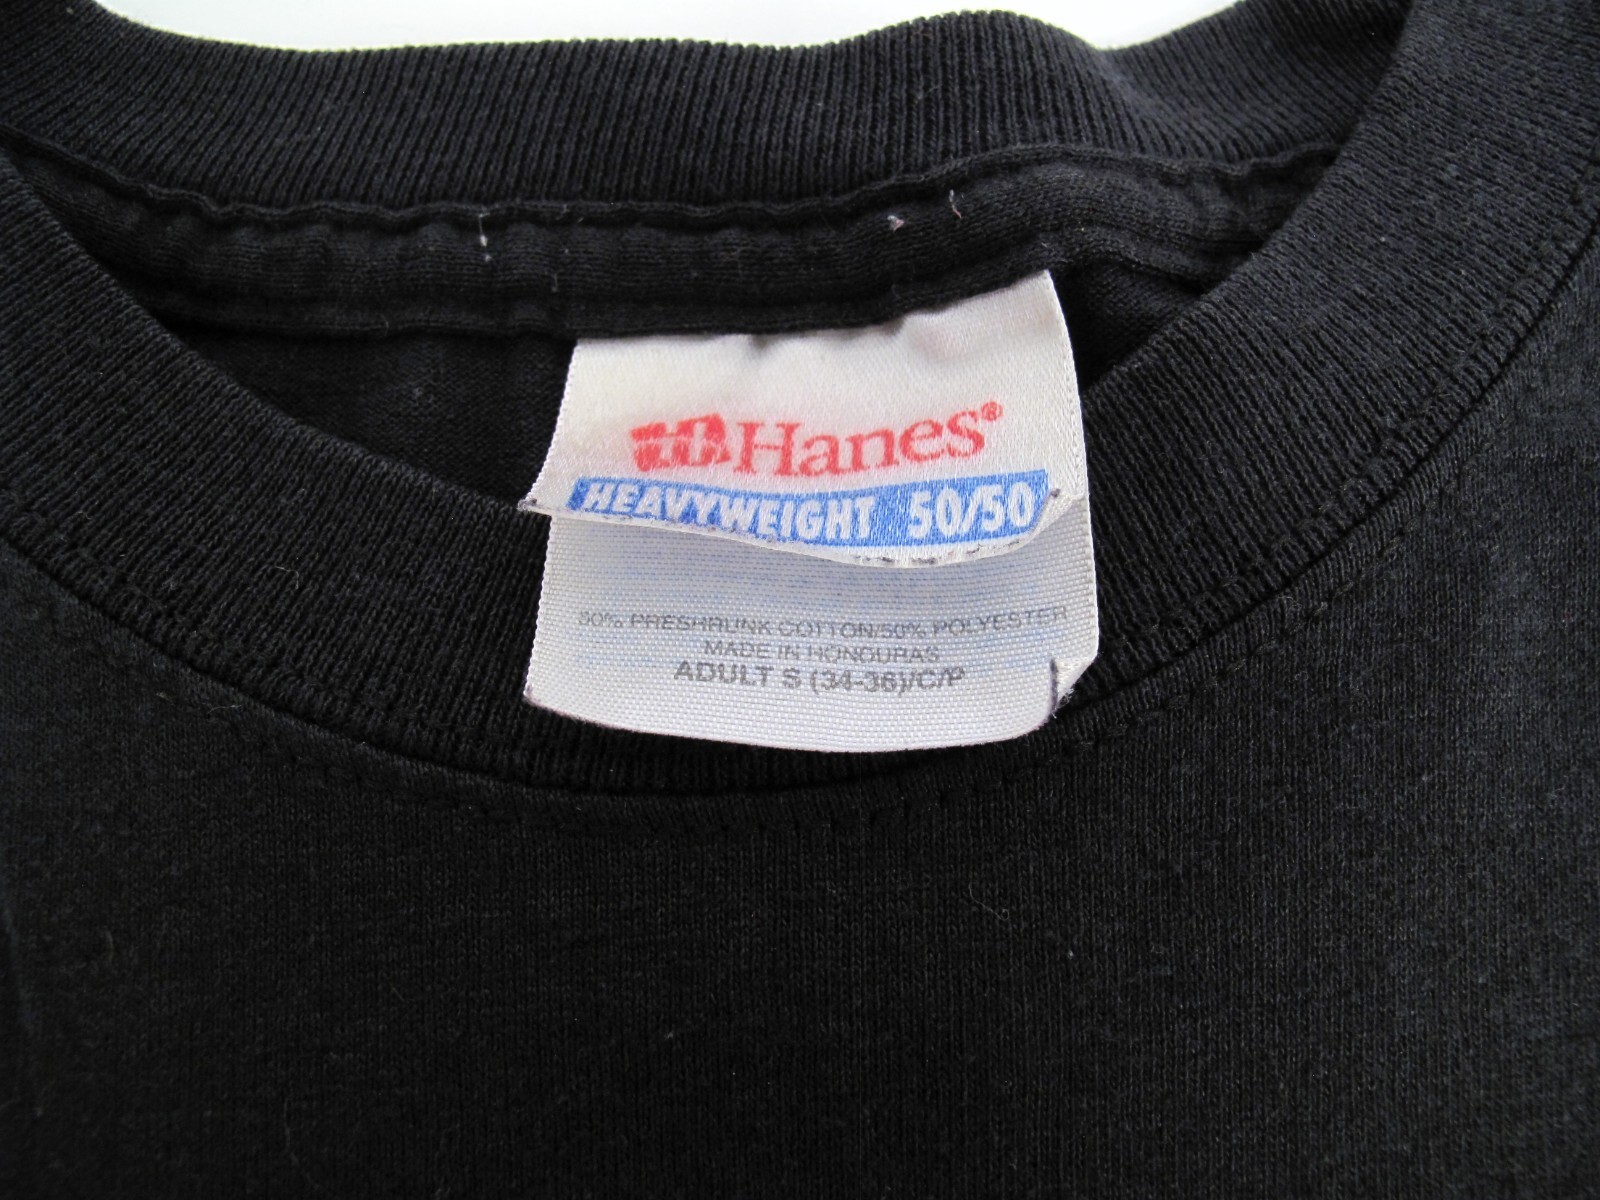 Hanes®
HEAVYWEIGHT 50/50
50% PRESHRUNK COTTON/50% POLYESTER
MADE IN HONDURAS
ADULT S (34-36)/C/P